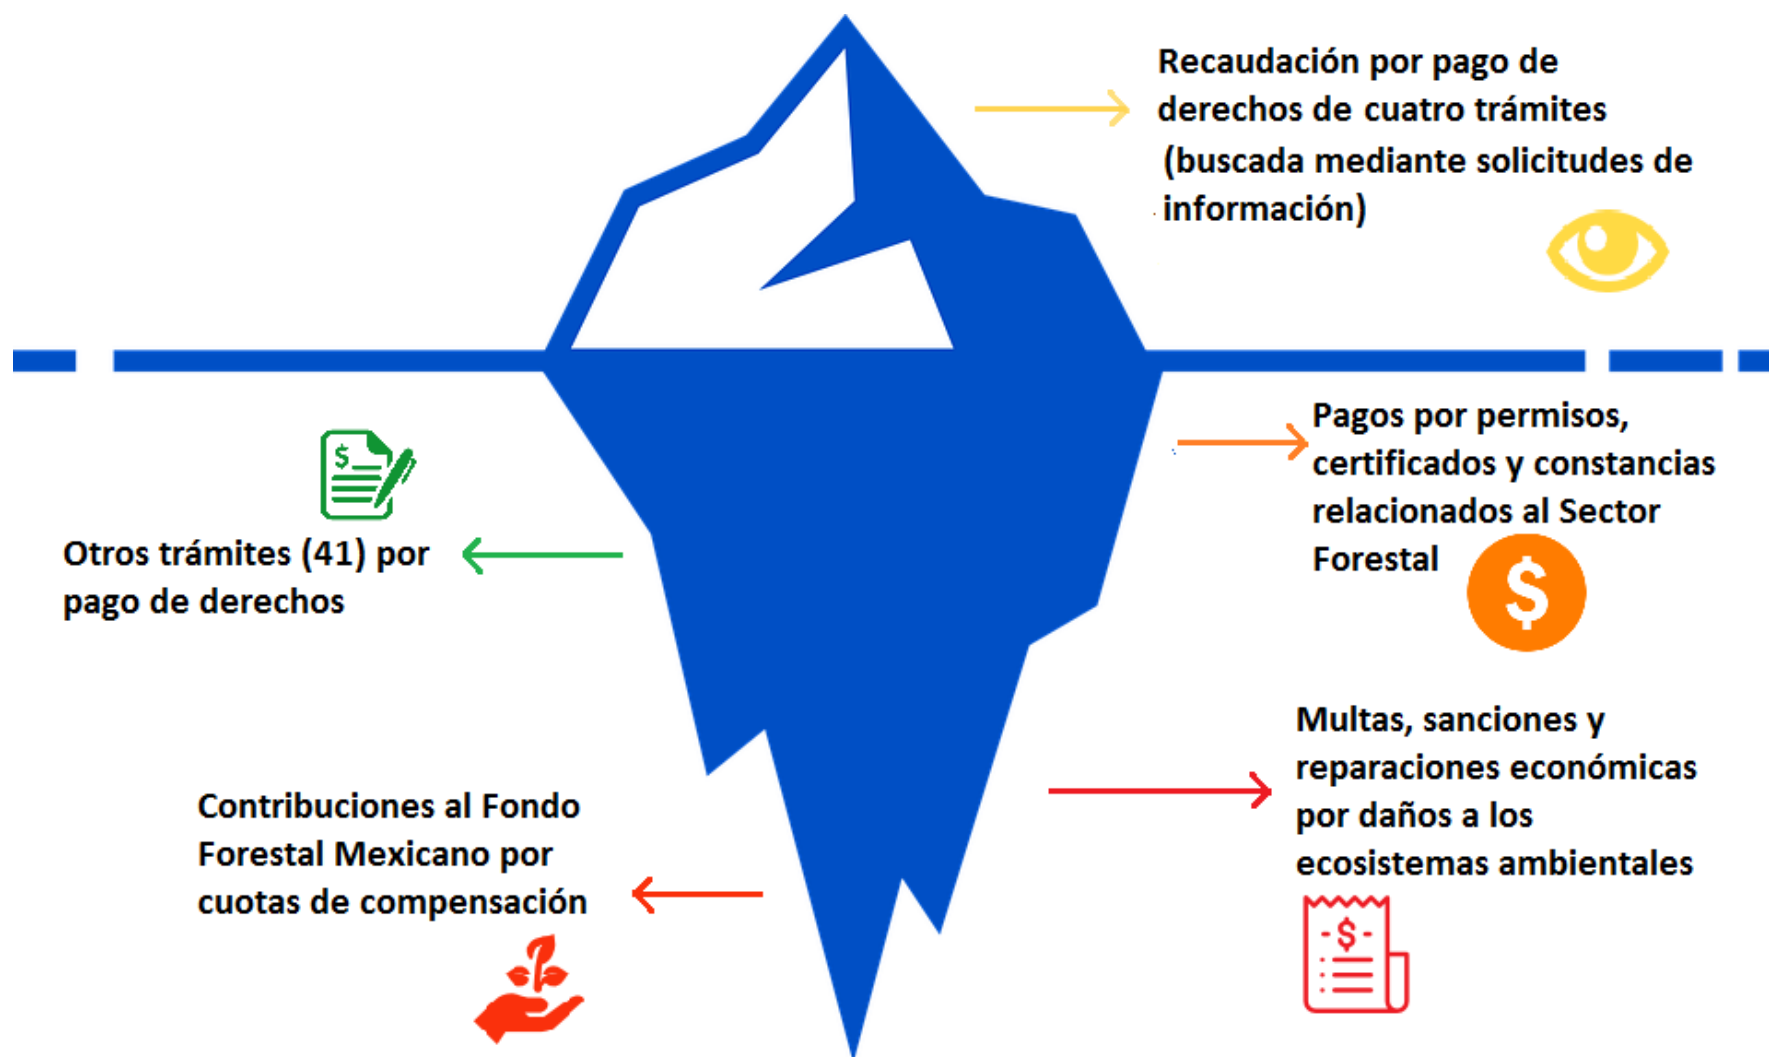 Recaudación por pago de
derechos de cuatro trámites
(buscada mediante solicitudes de
información)
Pagos por permisos,
certificados y constancias
relacionados al Sector
Forestal
$
$
Otros trámites (41) por
pago de derechos
Multas, sanciones y
reparaciones económicas
por daños a los
ecosistemas ambientales
-$-
Contribuciones al Fondo
Forestal Mexicano por
cuotas de compensación